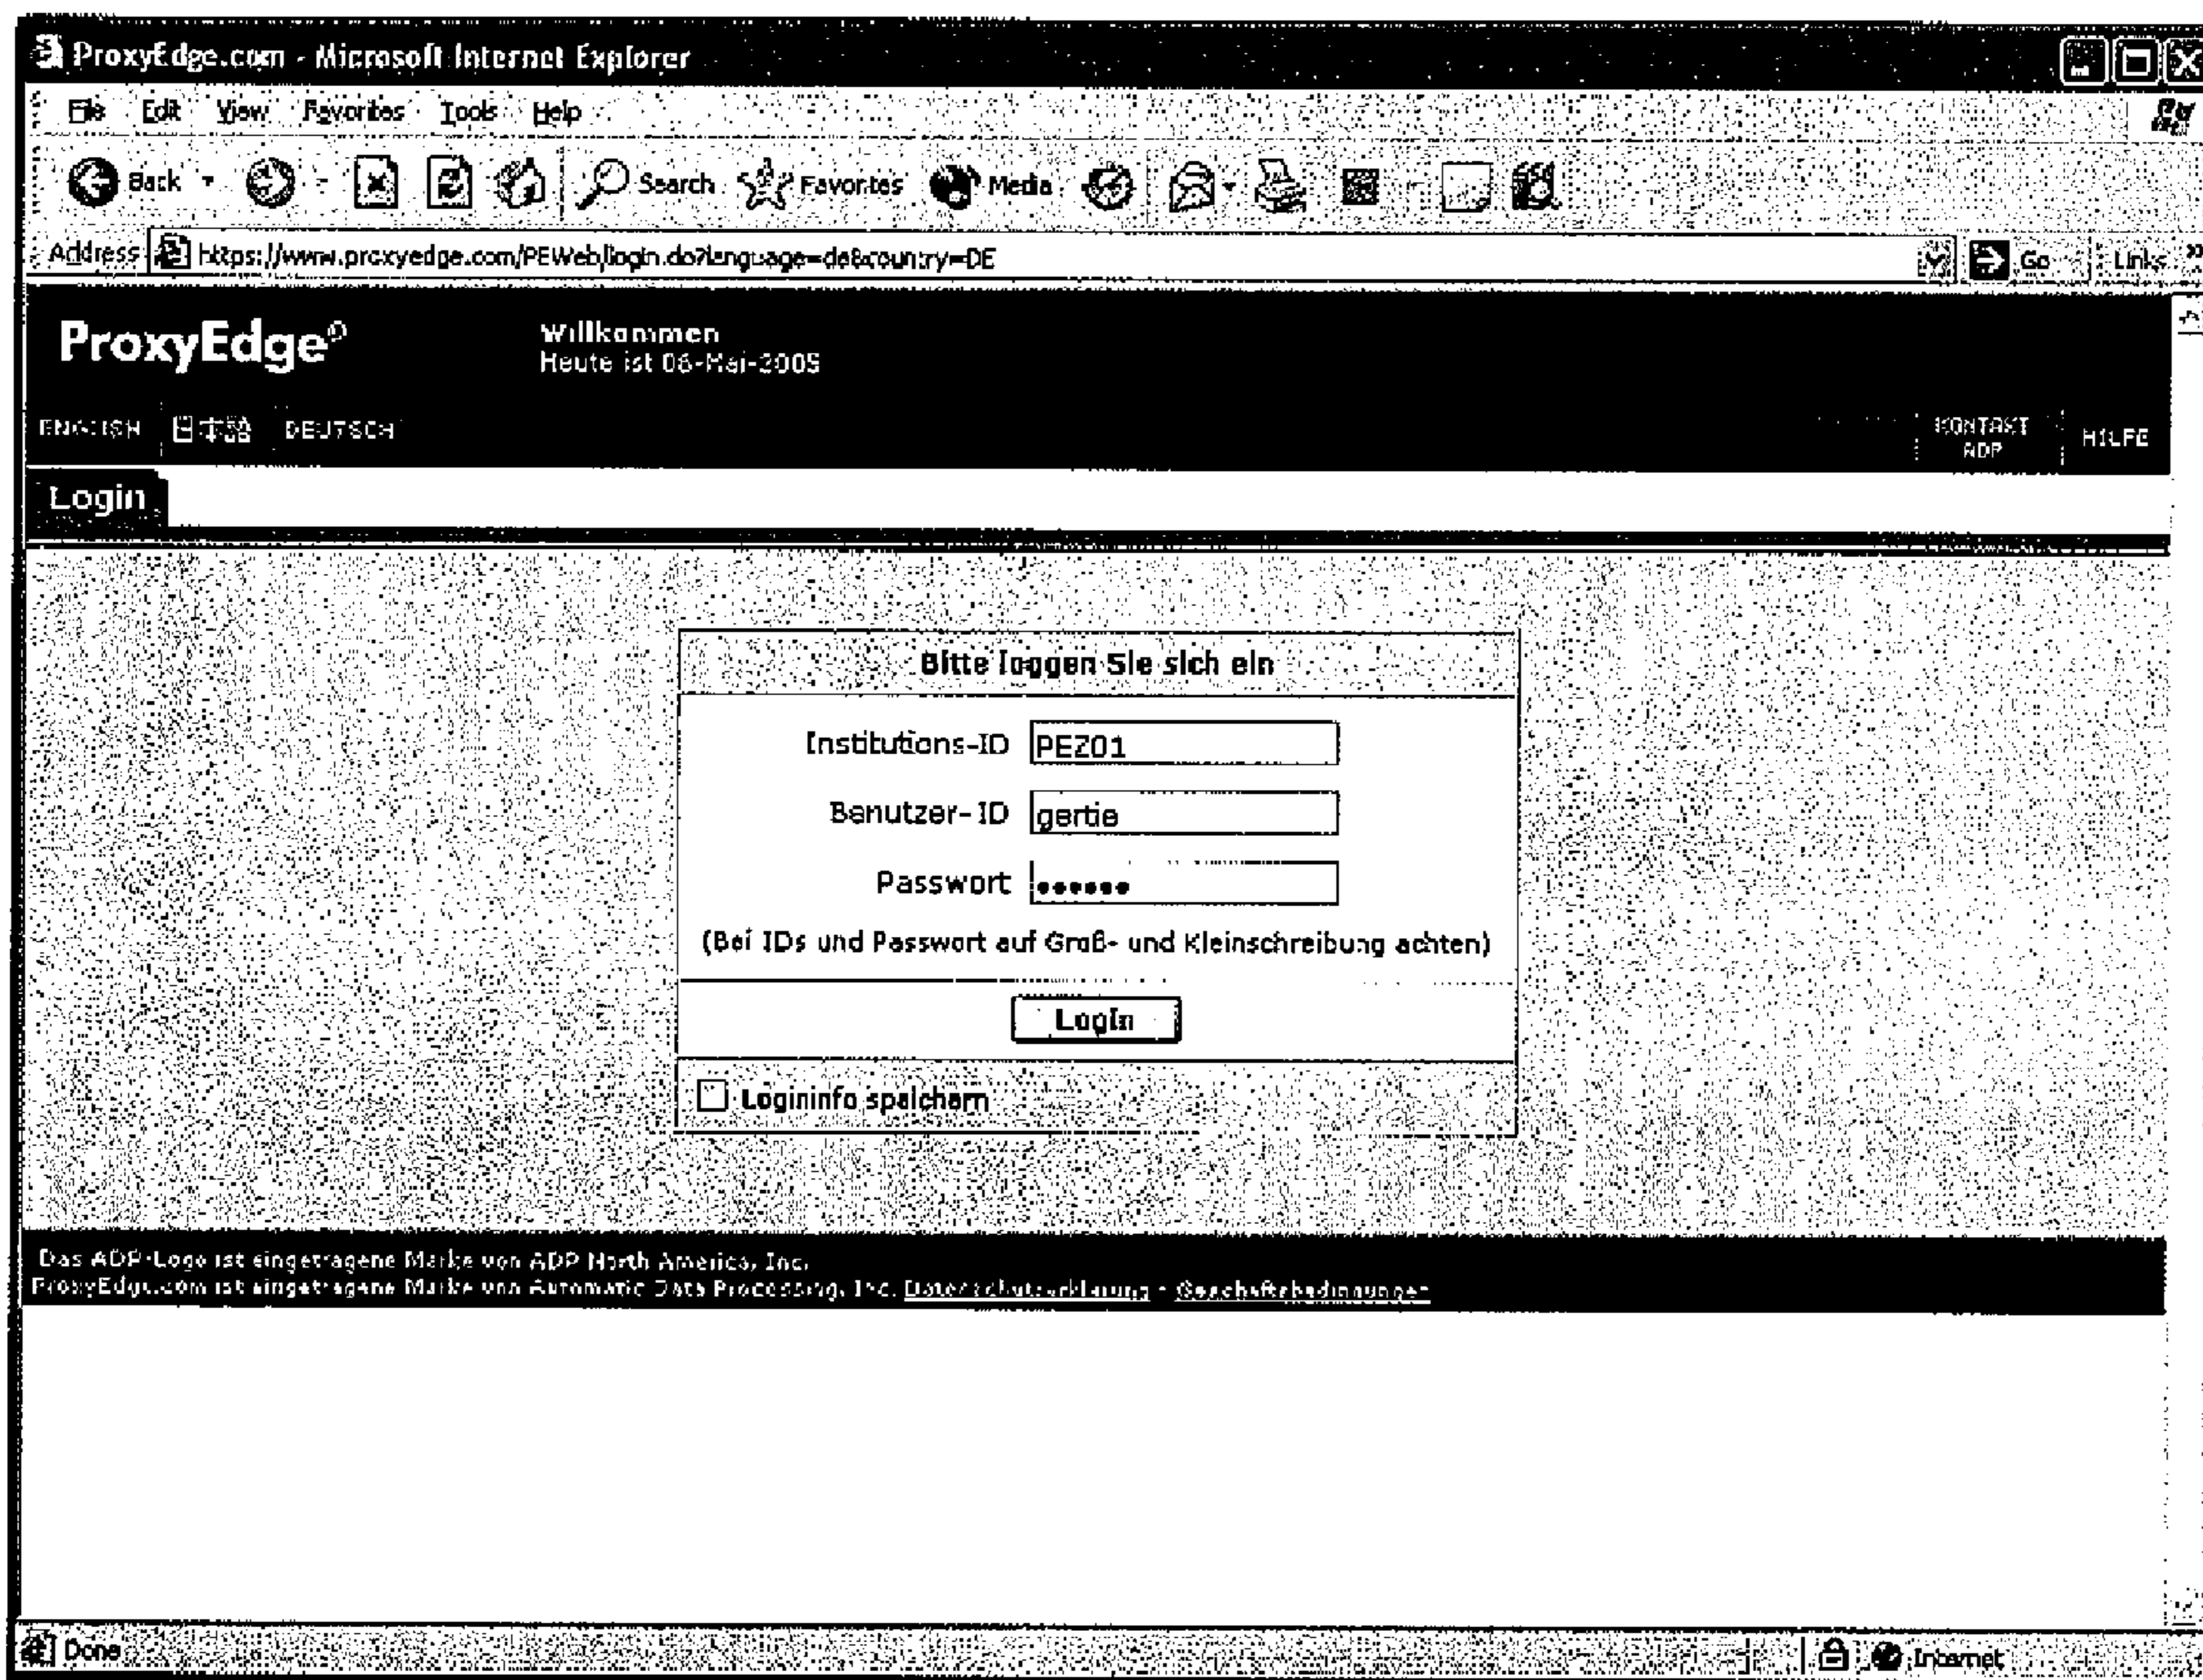 ProxyEdge.com - Microsoft Internet Explorer
File Edit View Favorites Tools Help
Back Search Favorites Media
Address https://www.proxyedge.com/PEWeb/login.do?language=de&country=DE Go Links »
ProxyEdge® Willkommen
Heute ist 06-Mai-2005
ENGLISH 日本語 DEUTSCH KONTAKT ADP HILFE
Login
Bitte loggen Sie sich ein
Institutions-ID PEZ01
Benutzer-ID gertie
Passwort ••••••
(Bei IDs und Passwort auf Groß- und Kleinschreibung achten)
Login
Logininfo speichern
Das ADP-Logo ist eingetragene Marke von ADP North America, Inc.
ProxyEdge.com ist eingetragene Marke von Automatic Data Processing, Inc. Datenschutzerklärung - Geschäftsbedingungen
Done Internet